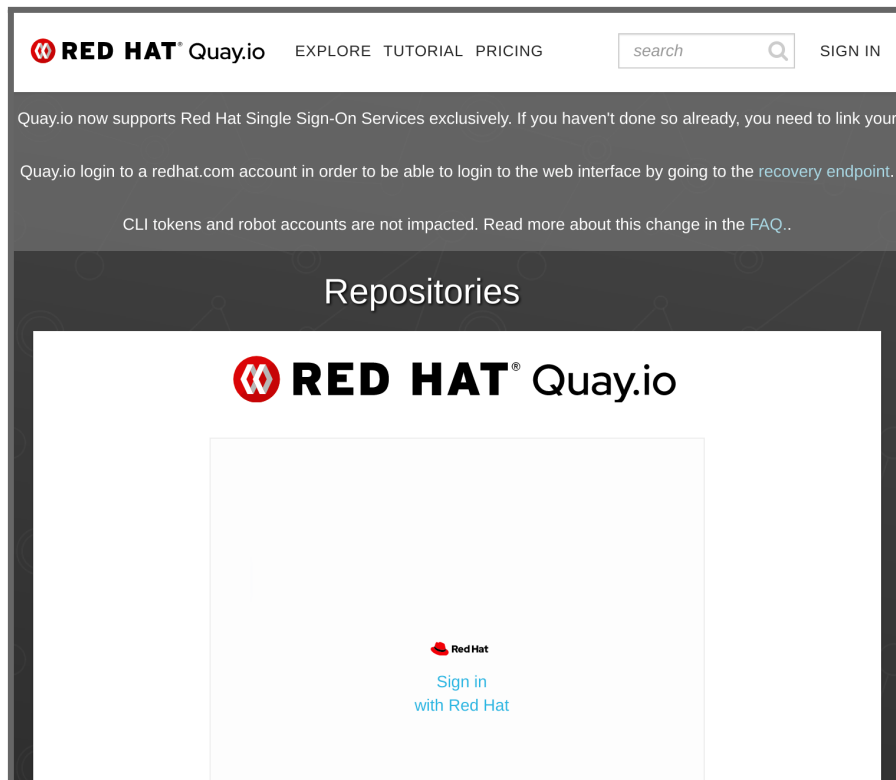 RED HAT® Quay.io EXPLORE TUTORIAL PRICING search SIGN IN
Quay.io now supports Red Hat Single Sign-On Services exclusively. If you haven't done so already, you need to link your
Quay.io login to a redhat.com account in order to be able to login to the web interface by going to the recovery endpoint.
CLI tokens and robot accounts are not impacted. Read more about this change in the FAQ..
Repositories
RED HAT® Quay.io
Red Hat
Sign in
with Red Hat